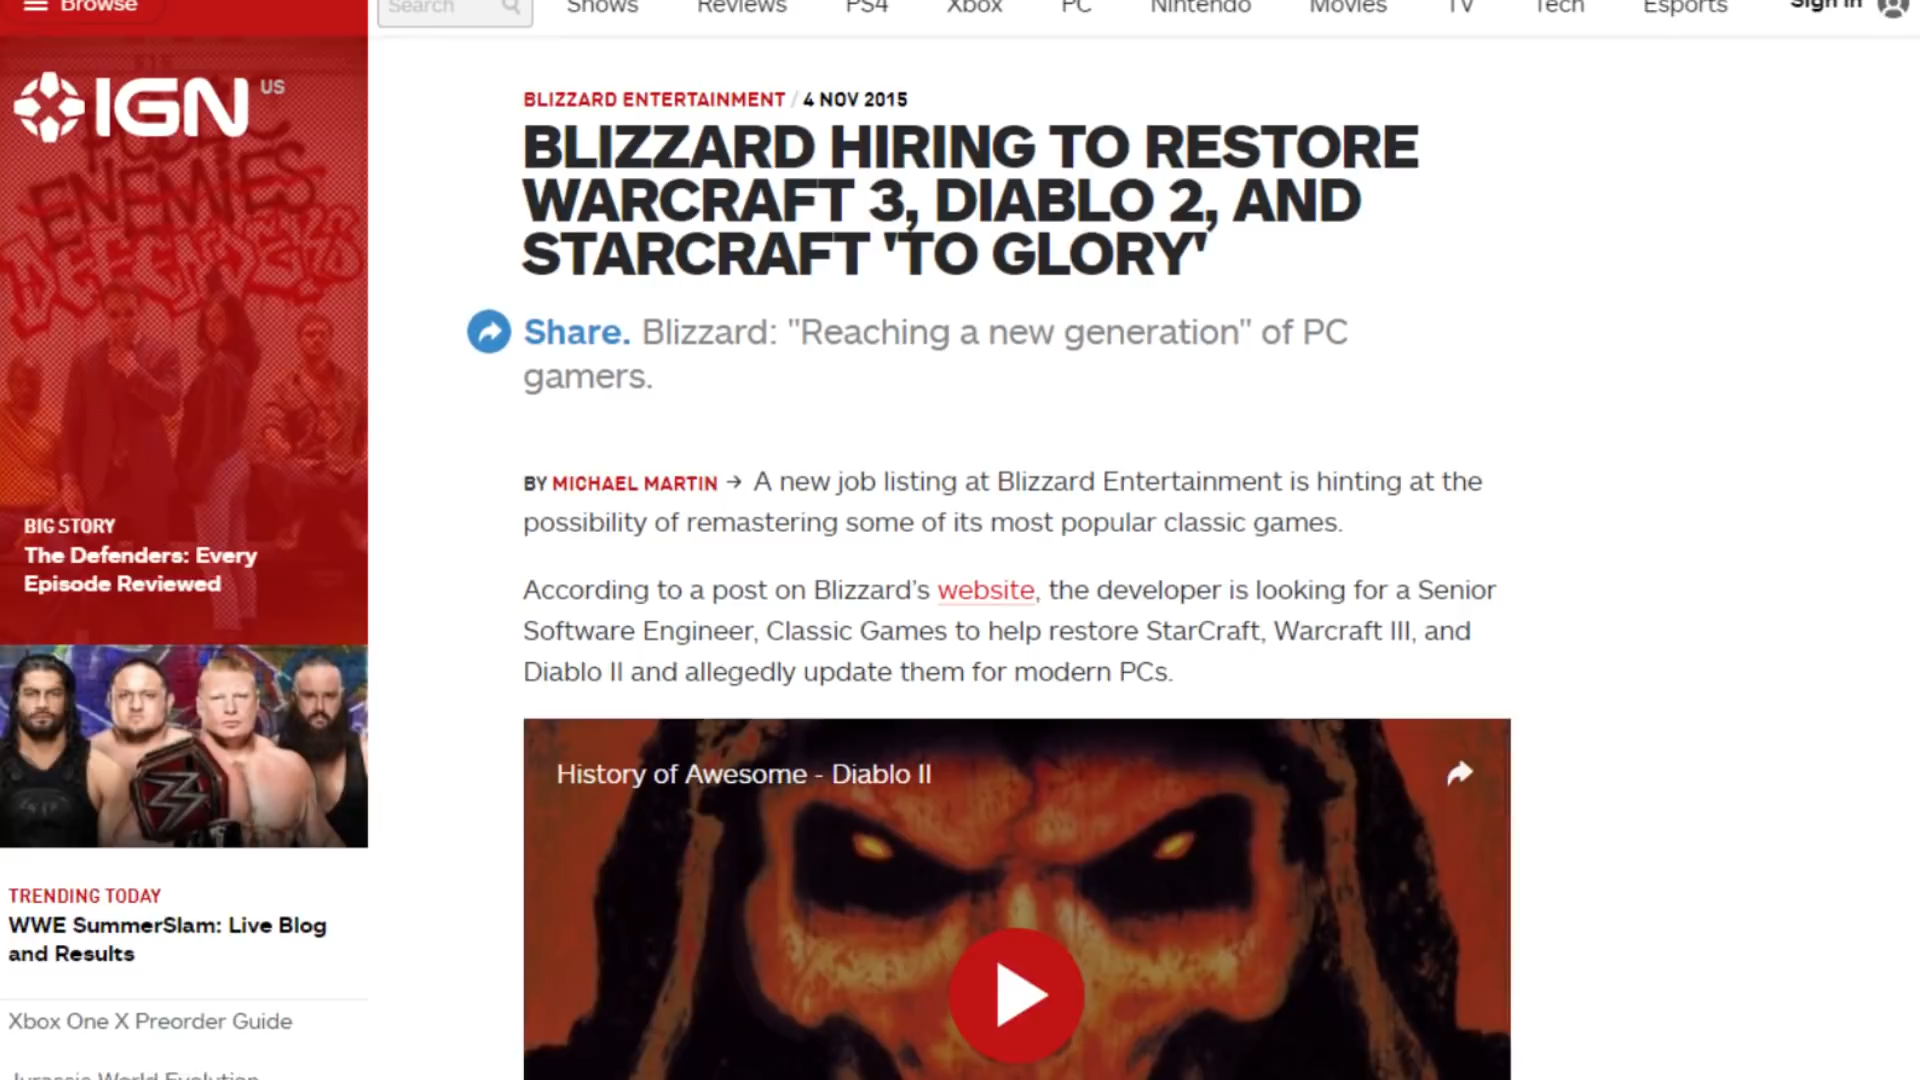 Browse
Search
Shows
Reviews
PS4
Xbox
PC
Nintendo
Movies
TV
Tech
Esports
Sign In
IGN US
ENEMIES
DEFENDERS
BIG STORY
The Defenders: Every
Episode Reviewed
TRENDING TODAY
WWE SummerSlam: Live Blog
and Results
Xbox One X Preorder Guide
Jurassic World Evolution
BLIZZARD ENTERTAINMENT / 4 NOV 2015
BLIZZARD HIRING TO RESTORE
WARCRAFT 3, DIABLO 2, AND
STARCRAFT 'TO GLORY'
Share. Blizzard: "Reaching a new generation" of PC
gamers.
BY MICHAEL MARTIN → A new job listing at Blizzard Entertainment is hinting at the
possibility of remastering some of its most popular classic games.
According to a post on Blizzard’s website, the developer is looking for a Senior
Software Engineer, Classic Games to help restore StarCraft, Warcraft III, and
Diablo II and allegedly update them for modern PCs.
History of Awesome - Diablo II